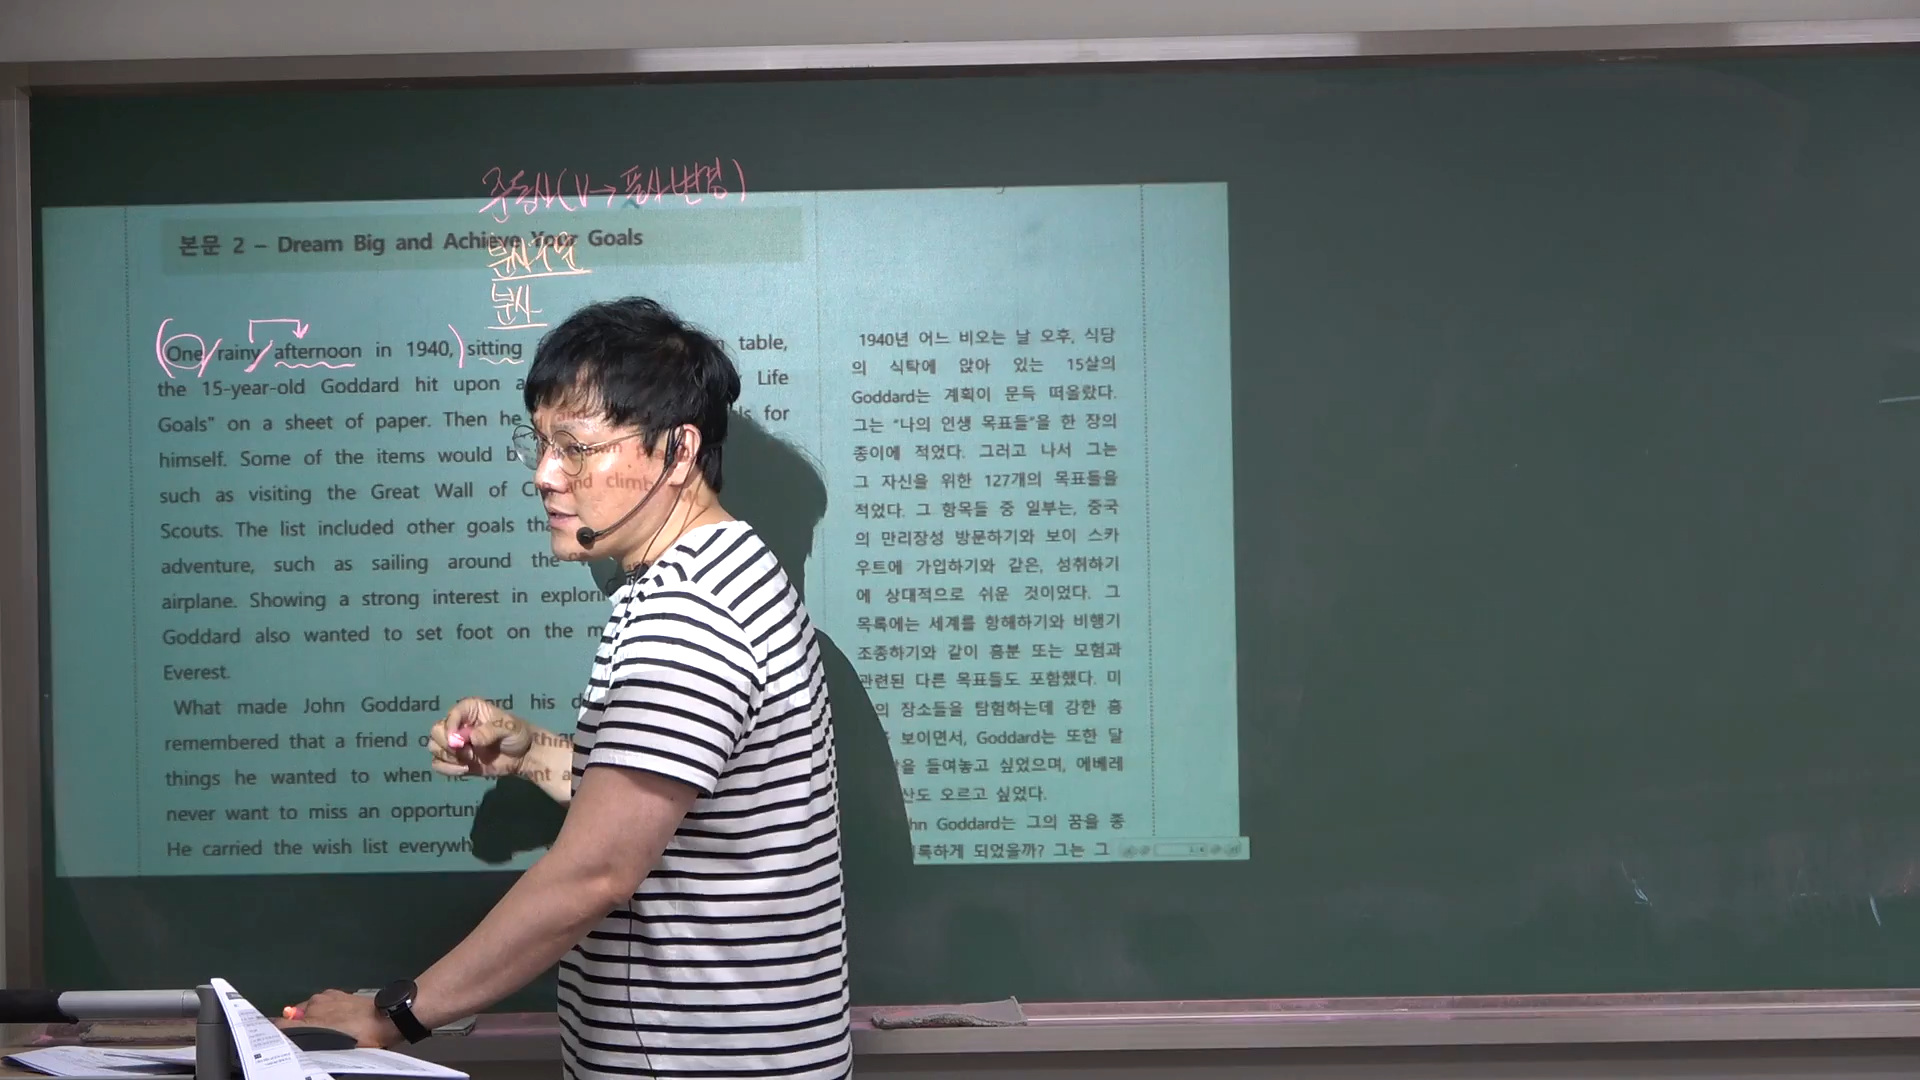 준동사(V→품사변경)
본문 2 – Dream Big and Achieve Your Goals
분사구문
분사
(One/ rainy/ afternoon in 1940,) sitting table,
the 15-year-old Goddard hit upon a Life
Goals" on a sheet of paper. Then he for
himself. Some of the items would
such as visiting the Great Wall of and climb
Scouts. The list included other goals
adventure, such as sailing around the
airplane. Showing a strong interest in
Goddard also wanted to set foot on the
Everest.
What made John Goddard his
remembered that a friend
things he wanted to when
never want to miss an
He carried the wish list
1940년 어느 비오는 날 오후, 식당
의 식탁에 앉아 있는 15살의
Goddard는 계획이 문득 떠올랐다.
그는 "나의 인생 목표들"을 한 장의
종이에 적었다. 그러고 나서 그는
그 자신을 위한 127개의 목표들을
적었다. 그 항목들 중 일부는, 중국
의 만리장성 방문하기와 보이 스카
우트에 가입하기와 같은, 성취하기
에 상대적으로 쉬운 것이었다. 그
목록에는 세계를 항해하기와 비행기
조종하기와 같이 흥분 또는 모험과
관련된 다른 목표들도 포함했다. 미
의 장소들을 탐험하는데 강한 흥
보이면서, Goddard는 또한 달
을 들여놓고 싶었으며, 에베레
산도 오르고 싶었다.
hn Goddard는 그의 꿈을 종
록하게 되었을까? 그는 그